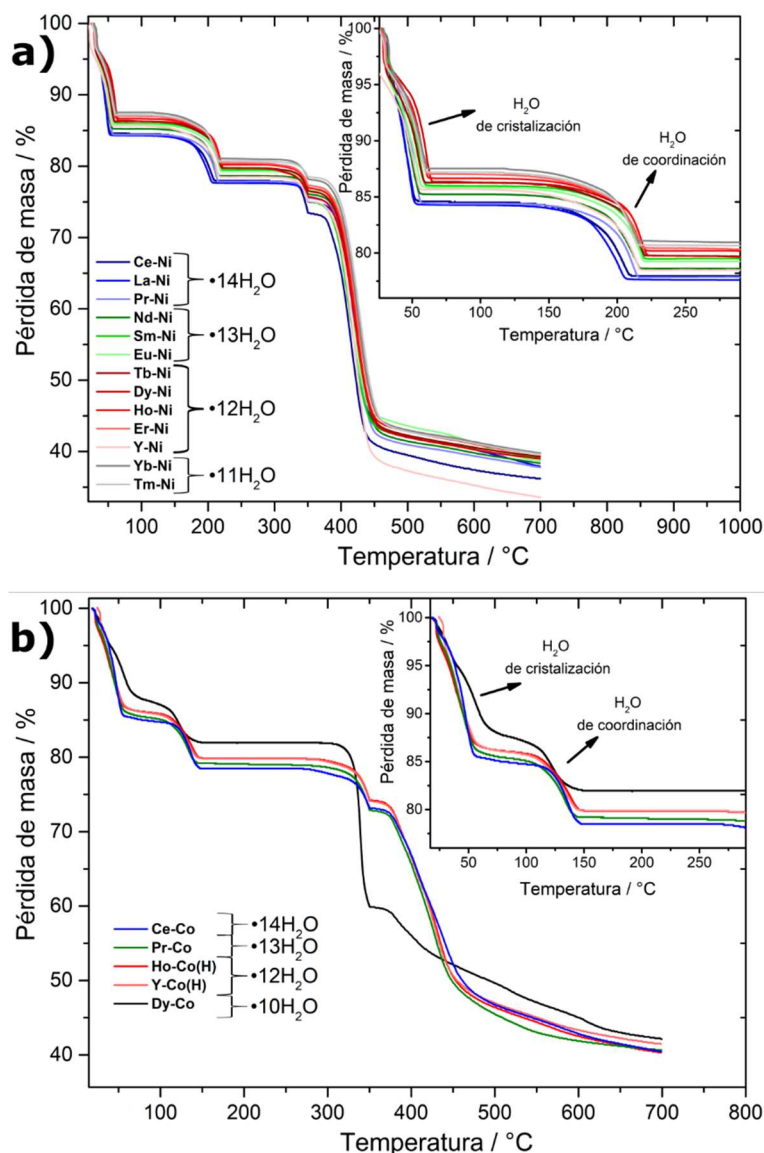 a)
Pérdida de masa / %
100
90
80
70
60
50
40
100
200
300
400
500
600
700
800
900
1000
Temperatura / °C
Ce-Ni
La-Ni
Pr-Ni
•14H2O
Nd-Ni
Sm-Ni
Eu-Ni
•13H2O
Tb-Ni
Dy-Ni
Ho-Ni
Er-Ni
Y-Ni
•12H2O
Yb-Ni
Tm-Ni
•11H2O
Pérdida de masa / %
100
95
90
85
80
50
100
150
200
250
Temperatura / °C
H2O
de cristalización
H2O
de coordinación
b)
Pérdida de masa / %
100
90
80
70
60
50
40
100
200
300
400
500
600
700
800
Temperatura / °C
Ce-Co
•14H2O
Pr-Co
•13H2O
Ho-Co(H)
Y-Co(H)
•12H2O
Dy-Co
•10H2O
Pérdida de masa / %
100
95
90
85
80
50
100
150
200
250
Temperatura / °C
H2O
de cristalización
H2O
de coordinación